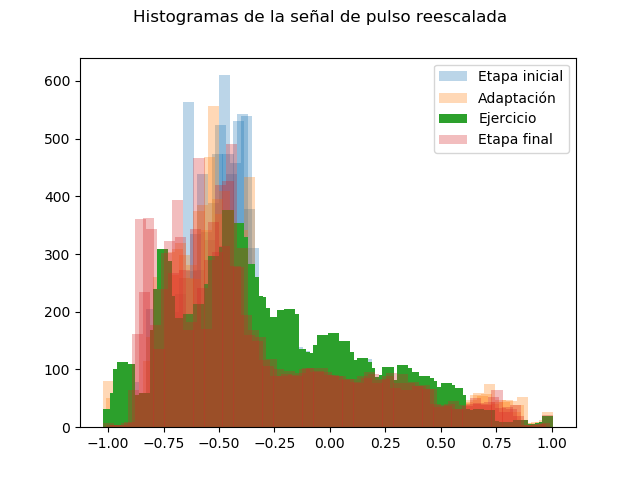 Histogramas de la señal de pulso reescalada
600
500
400
300
200
100
0
−1.00 −0.75 −0.50 −0.25 0.00 0.25 0.50 0.75 1.00
Etapa inicial
Adaptación
Ejercicio
Etapa final